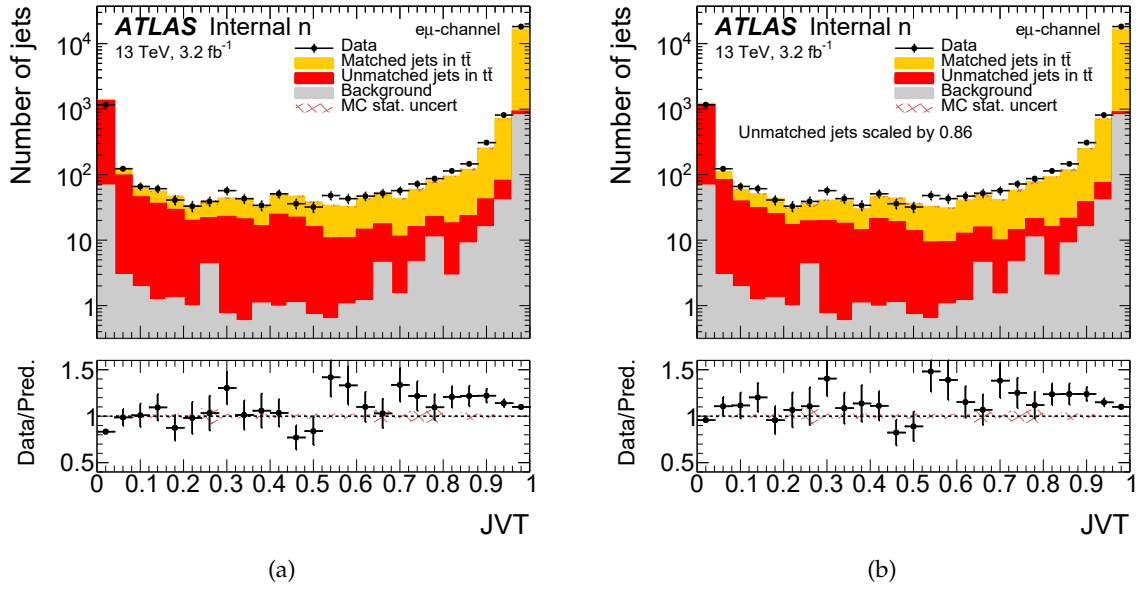 Number of jets
10⁴
10³
10²
10
1
ATLAS Internal n
13 TeV, 3.2 fb⁻¹
eμ-channel
Data
Matched jets in tt̄
Unmatched jets in tt̄
Background
MC stat. uncert
Data/Pred.
1.5
1
0.5
0 0.1 0.2 0.3 0.4 0.5 0.6 0.7 0.8 0.9 1
JVT
(a)
Number of jets
10⁴
10³
10²
10
1
ATLAS Internal n
13 TeV, 3.2 fb⁻¹
eμ-channel
Data
Matched jets in tt̄
Unmatched jets in tt̄
Background
MC stat. uncert
Unmatched jets scaled by 0.86
Data/Pred.
1.5
1
0.5
0 0.1 0.2 0.3 0.4 0.5 0.6 0.7 0.8 0.9 1
JVT
(b)